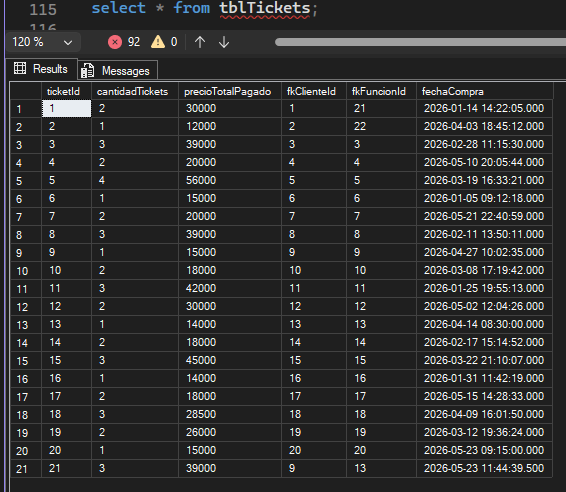 115 select * from tblTickets;
116
120 % 92 0
Results Messages
ticketId cantidadTickets precioTotalPagado fkClienteId fkFuncionId fechaCompra
1 1 2 30000 1 21 2026-01-14 14:22:05.000
2 2 1 12000 2 22 2026-04-03 18:45:12.000
3 3 3 39000 3 3 2026-02-28 11:15:30.000
4 4 2 20000 4 4 2026-05-10 20:05:44.000
5 5 4 56000 5 5 2026-03-19 16:33:21.000
6 6 1 15000 6 6 2026-01-05 09:12:18.000
7 7 2 20000 7 7 2026-05-21 22:40:59.000
8 8 3 39000 8 8 2026-02-11 13:50:11.000
9 9 1 15000 9 9 2026-04-27 10:02:35.000
10 10 2 18000 10 10 2026-03-08 17:19:42.000
11 11 3 42000 11 11 2026-01-25 19:55:13.000
12 12 2 30000 12 12 2026-05-02 12:04:26.000
13 13 1 14000 13 13 2026-04-14 08:30:00.000
14 14 2 18000 14 14 2026-02-17 15:14:52.000
15 15 3 45000 15 15 2026-03-22 21:10:07.000
16 16 1 14000 16 16 2026-01-31 11:42:19.000
17 17 2 18000 17 17 2026-05-15 14:28:33.000
18 18 3 28500 18 18 2026-04-09 16:01:50.000
19 19 2 26000 19 19 2026-03-12 19:36:24.000
20 20 1 15000 20 20 2026-05-23 09:15:00.000
21 21 3 39000 9 13 2026-05-23 11:44:39.500